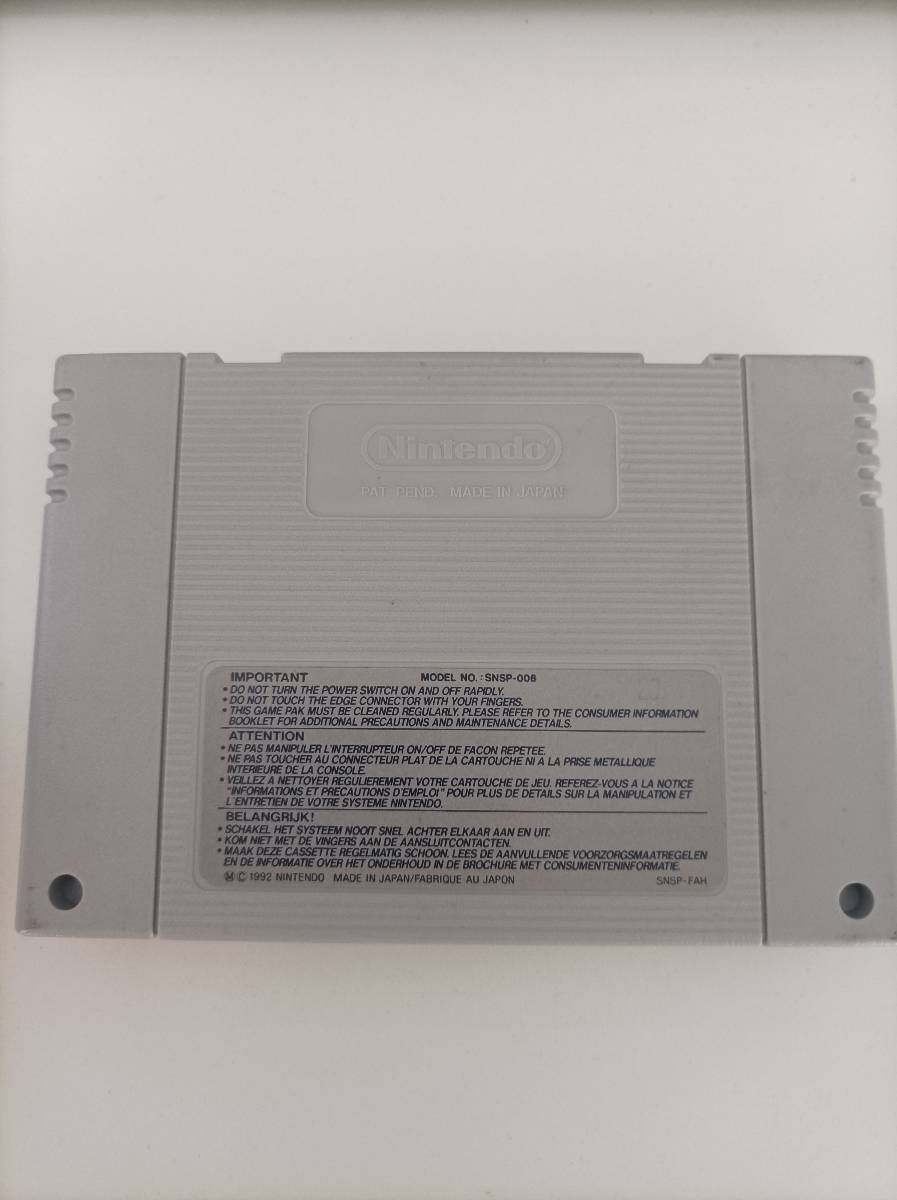 Nintendo
PAT. PEND. MADE IN JAPAN
IMPORTANT MODEL NO.: SNSP-006
• DO NOT TURN THE POWER SWITCH ON AND OFF RAPIDLY.
• DO NOT TOUCH THE EDGE CONNECTOR WITH YOUR FINGERS.
• THIS GAME PAK MUST BE CLEANED REGULARLY. PLEASE REFER TO THE CONSUMER INFORMATION
BOOKLET FOR ADDITIONAL PRECAUTIONS AND MAINTENANCE DETAILS.
ATTENTION
• NE PAS MANIPULER L'INTERRUPTEUR ON/OFF DE FACON REPETEE.
• NE PAS TOUCHER AU CONNECTEUR PLAT DE LA CARTOUCHE NI A LA PRISE METALLIQUE
INTERIEURE DE LA CONSOLE.
• VEILLEZ A NETTOYER REGULIEREMENT VOTRE CARTOUCHE DE JEU. REFEREZ-VOUS A LA NOTICE
"INFORMATIONS ET PRECAUTIONS D'EMPLOI" POUR PLUS DE DETAILS SUR LA MANIPULATION ET
L'ENTRETIEN DE VOTRE SYSTEME NINTENDO.
BELANGRIJK!
• SCHAKEL HET SYSTEEM NOOIT SNEL ACHTER ELKAAR AAN EN UIT.
• KOM NIET MET DE VINGERS AAN DE AANSLUITCONTACTEN.
• MAAK DEZE CASSETTE REGELMATIG SCHOON. LEES DE AANVULLENDE VOORZORGSMAATREGELEN
EN DE INFORMATIE OVER HET ONDERHOUD IN DE BROCHURE MET CONSUMENTENINFORMATIE.
Ⓜ © 1992 NINTENDO MADE IN JAPAN/FABRIQUE AU JAPON SNSP-FAH